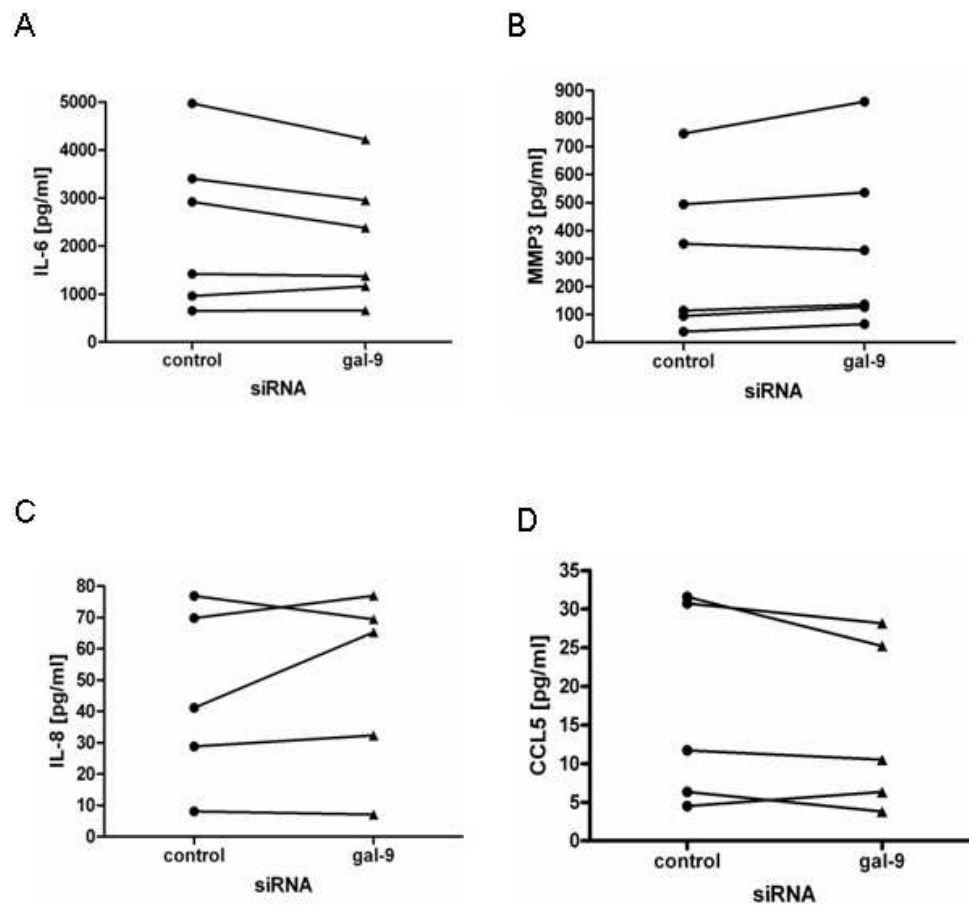 A
IL-6 [pg/ml]
5000
4000
3000
2000
1000
0
control gal-9
siRNA
B
MMP3 [pg/ml]
900
800
700
600
500
400
300
200
100
0
control gal-9
siRNA
C
IL-8 [pg/ml]
80
70
60
50
40
30
20
10
0
control gal-9
siRNA
D
CCL5 [pg/ml]
35
30
25
20
15
10
5
0
control gal-9
siRNA